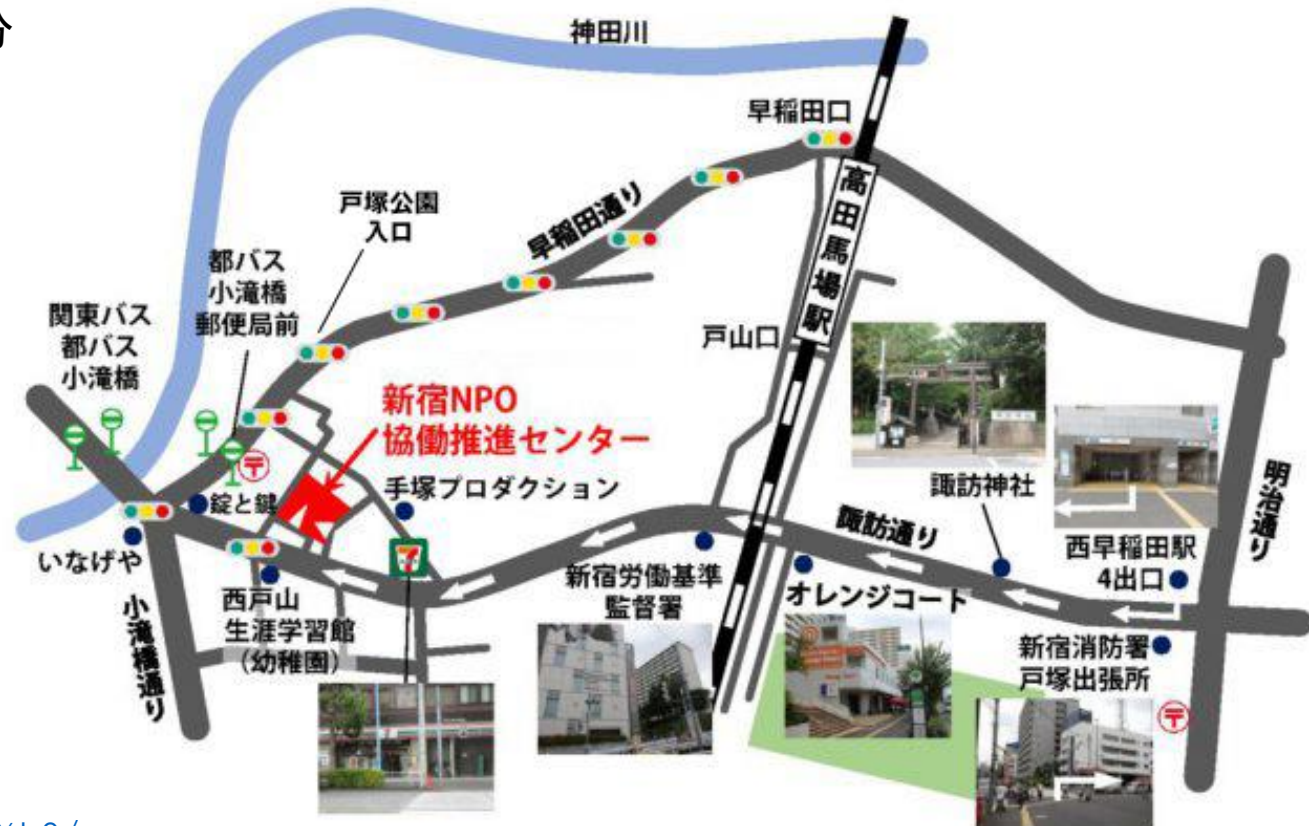 分
神田川
早稲田口
高田馬場駅
戸塚公園
入口
早稲田通り
都バス
小滝橋
郵便局前
関東バス
都バス
小滝橋
戸山口
新宿NPO
協働推進センター
手塚プロダクション
錠と鍵
いなげや
小滝橋通り
西戸山
生涯学習館
（幼稚園）
新宿労働基準
監督署
オレンジコート
諏訪通り
諏訪神社
西早稲田駅
4出口
明治通り
新宿消防署
戸塚出張所